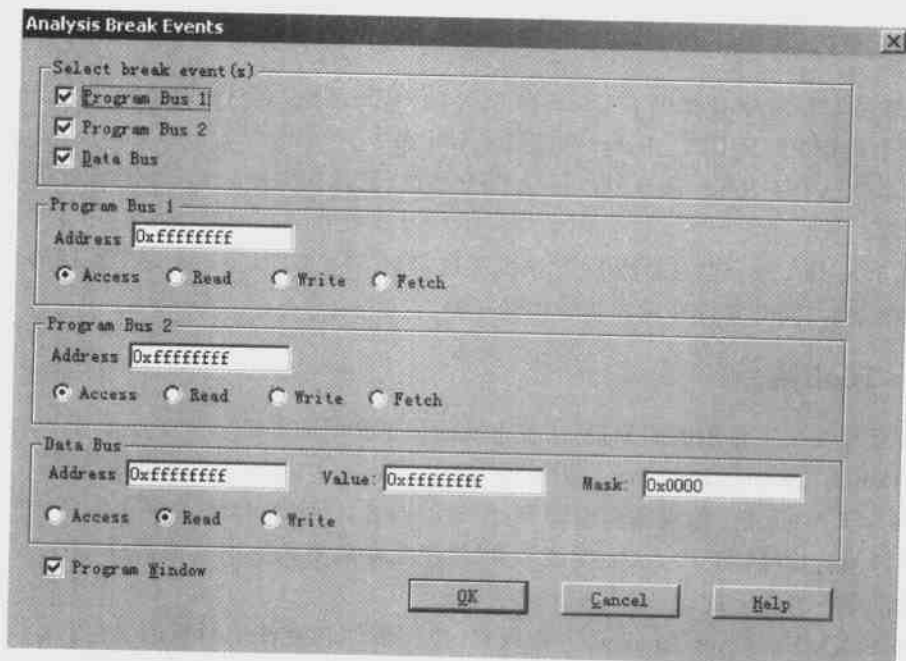 Analysis Break Events
Select break event(s)
Program Bus 1
Program Bus 2
Data Bus
Program Bus 1
Address 0xffffffff
Access Read Write Fetch
Program Bus 2
Address 0xffffffff
Access Read Write Fetch
Data Bus
Address 0xffffffff Value: 0xffffffff Mask: 0x0000
Access Read Write
Program Window
OK Cancel Help